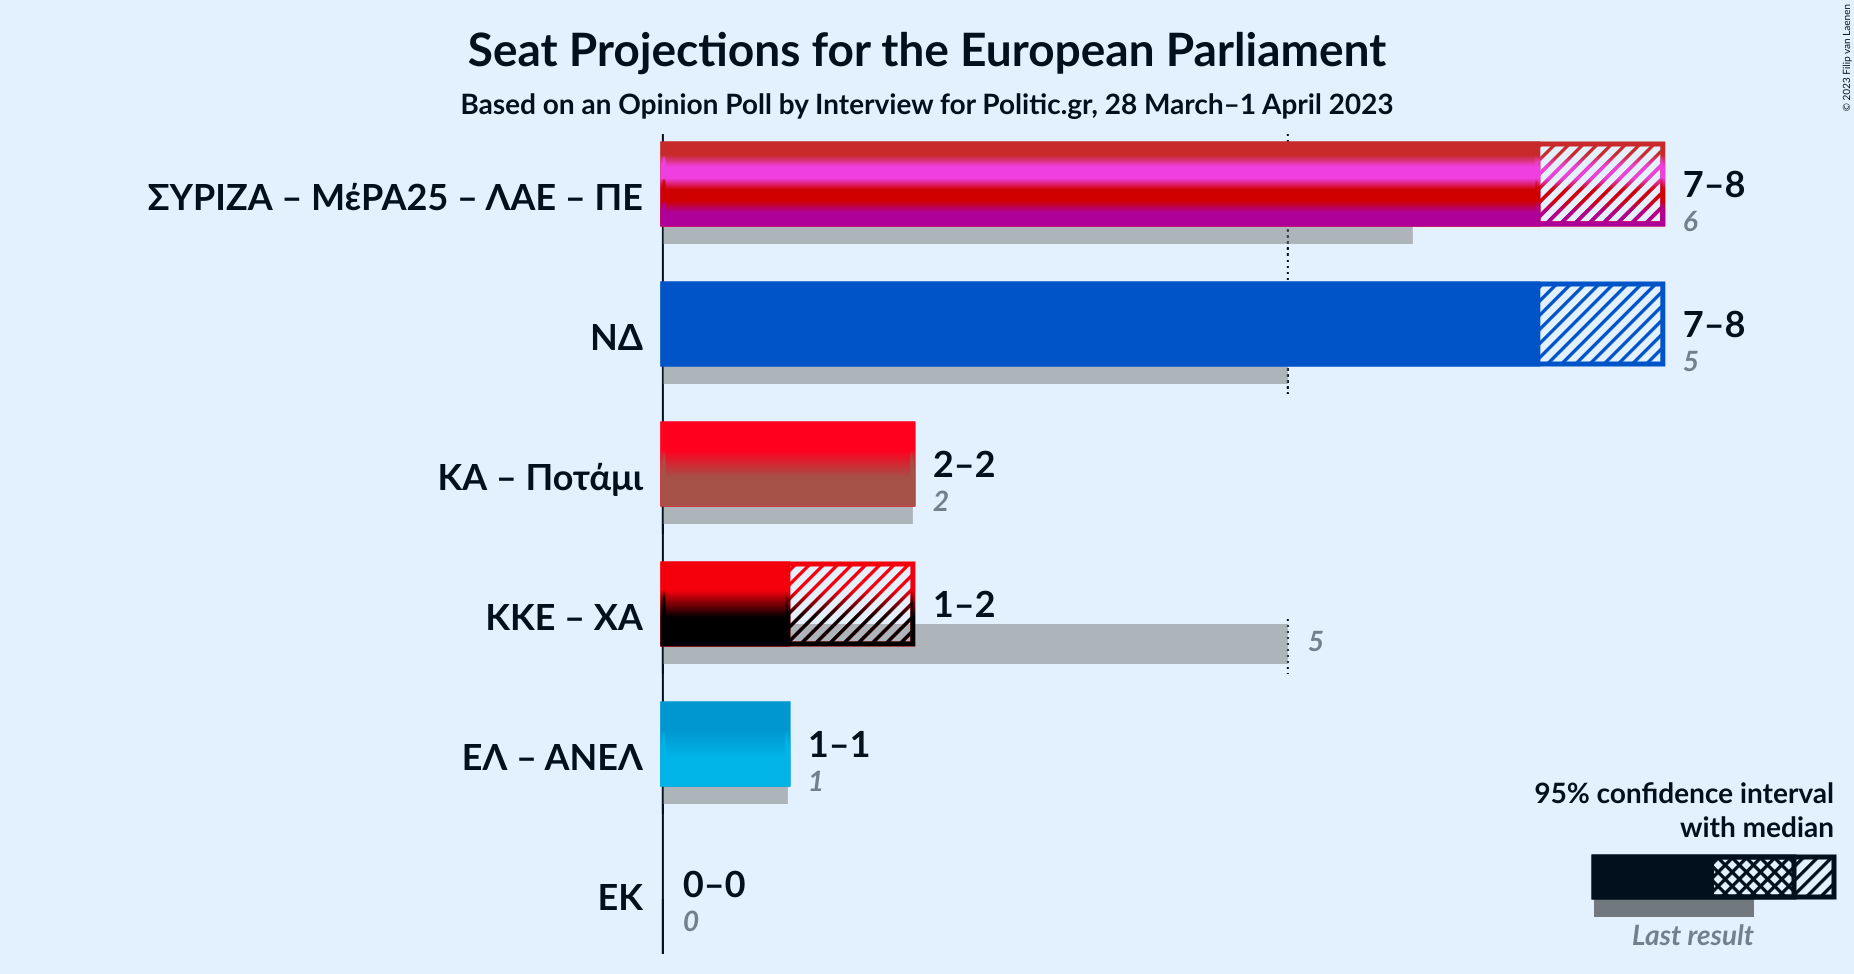 Seat Projections for the European Parliament
Based on an Opinion Poll by Interview for Politic.gr, 28 March–1 April 2023
© 2023 Filip van Laenen
ΣΥΡΙΖΑ – ΜέΡΑ25 – ΛΑΕ – ΠΕ
7–8
6
ΝΔ
7–8
5
ΚΑ – Ποτάμι
2–2
2
ΚΚΕ – ΧΑ
1–2
5
ΕΛ – ΑΝΕΛ
1–1
1
ΕΚ
0–0
0
95% confidence interval
with median
Last result